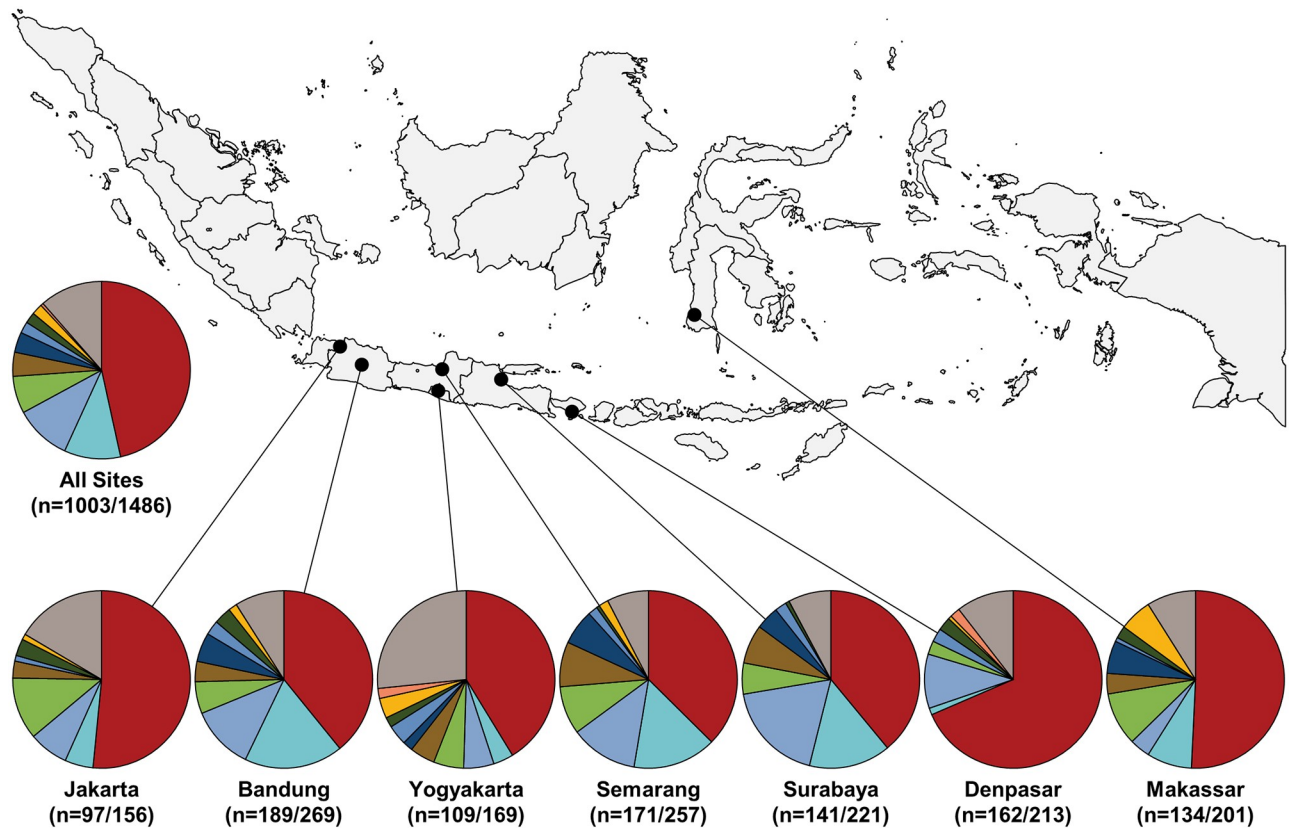 All Sites
(n=1003/1486)
Jakarta
(n=97/156)
Bandung
(n=189/269)
Yogyakarta
(n=109/169)
Semarang
(n=171/257)
Surabaya
(n=141/221)
Denpasar
(n=162/213)
Makassar
(n=134/201)